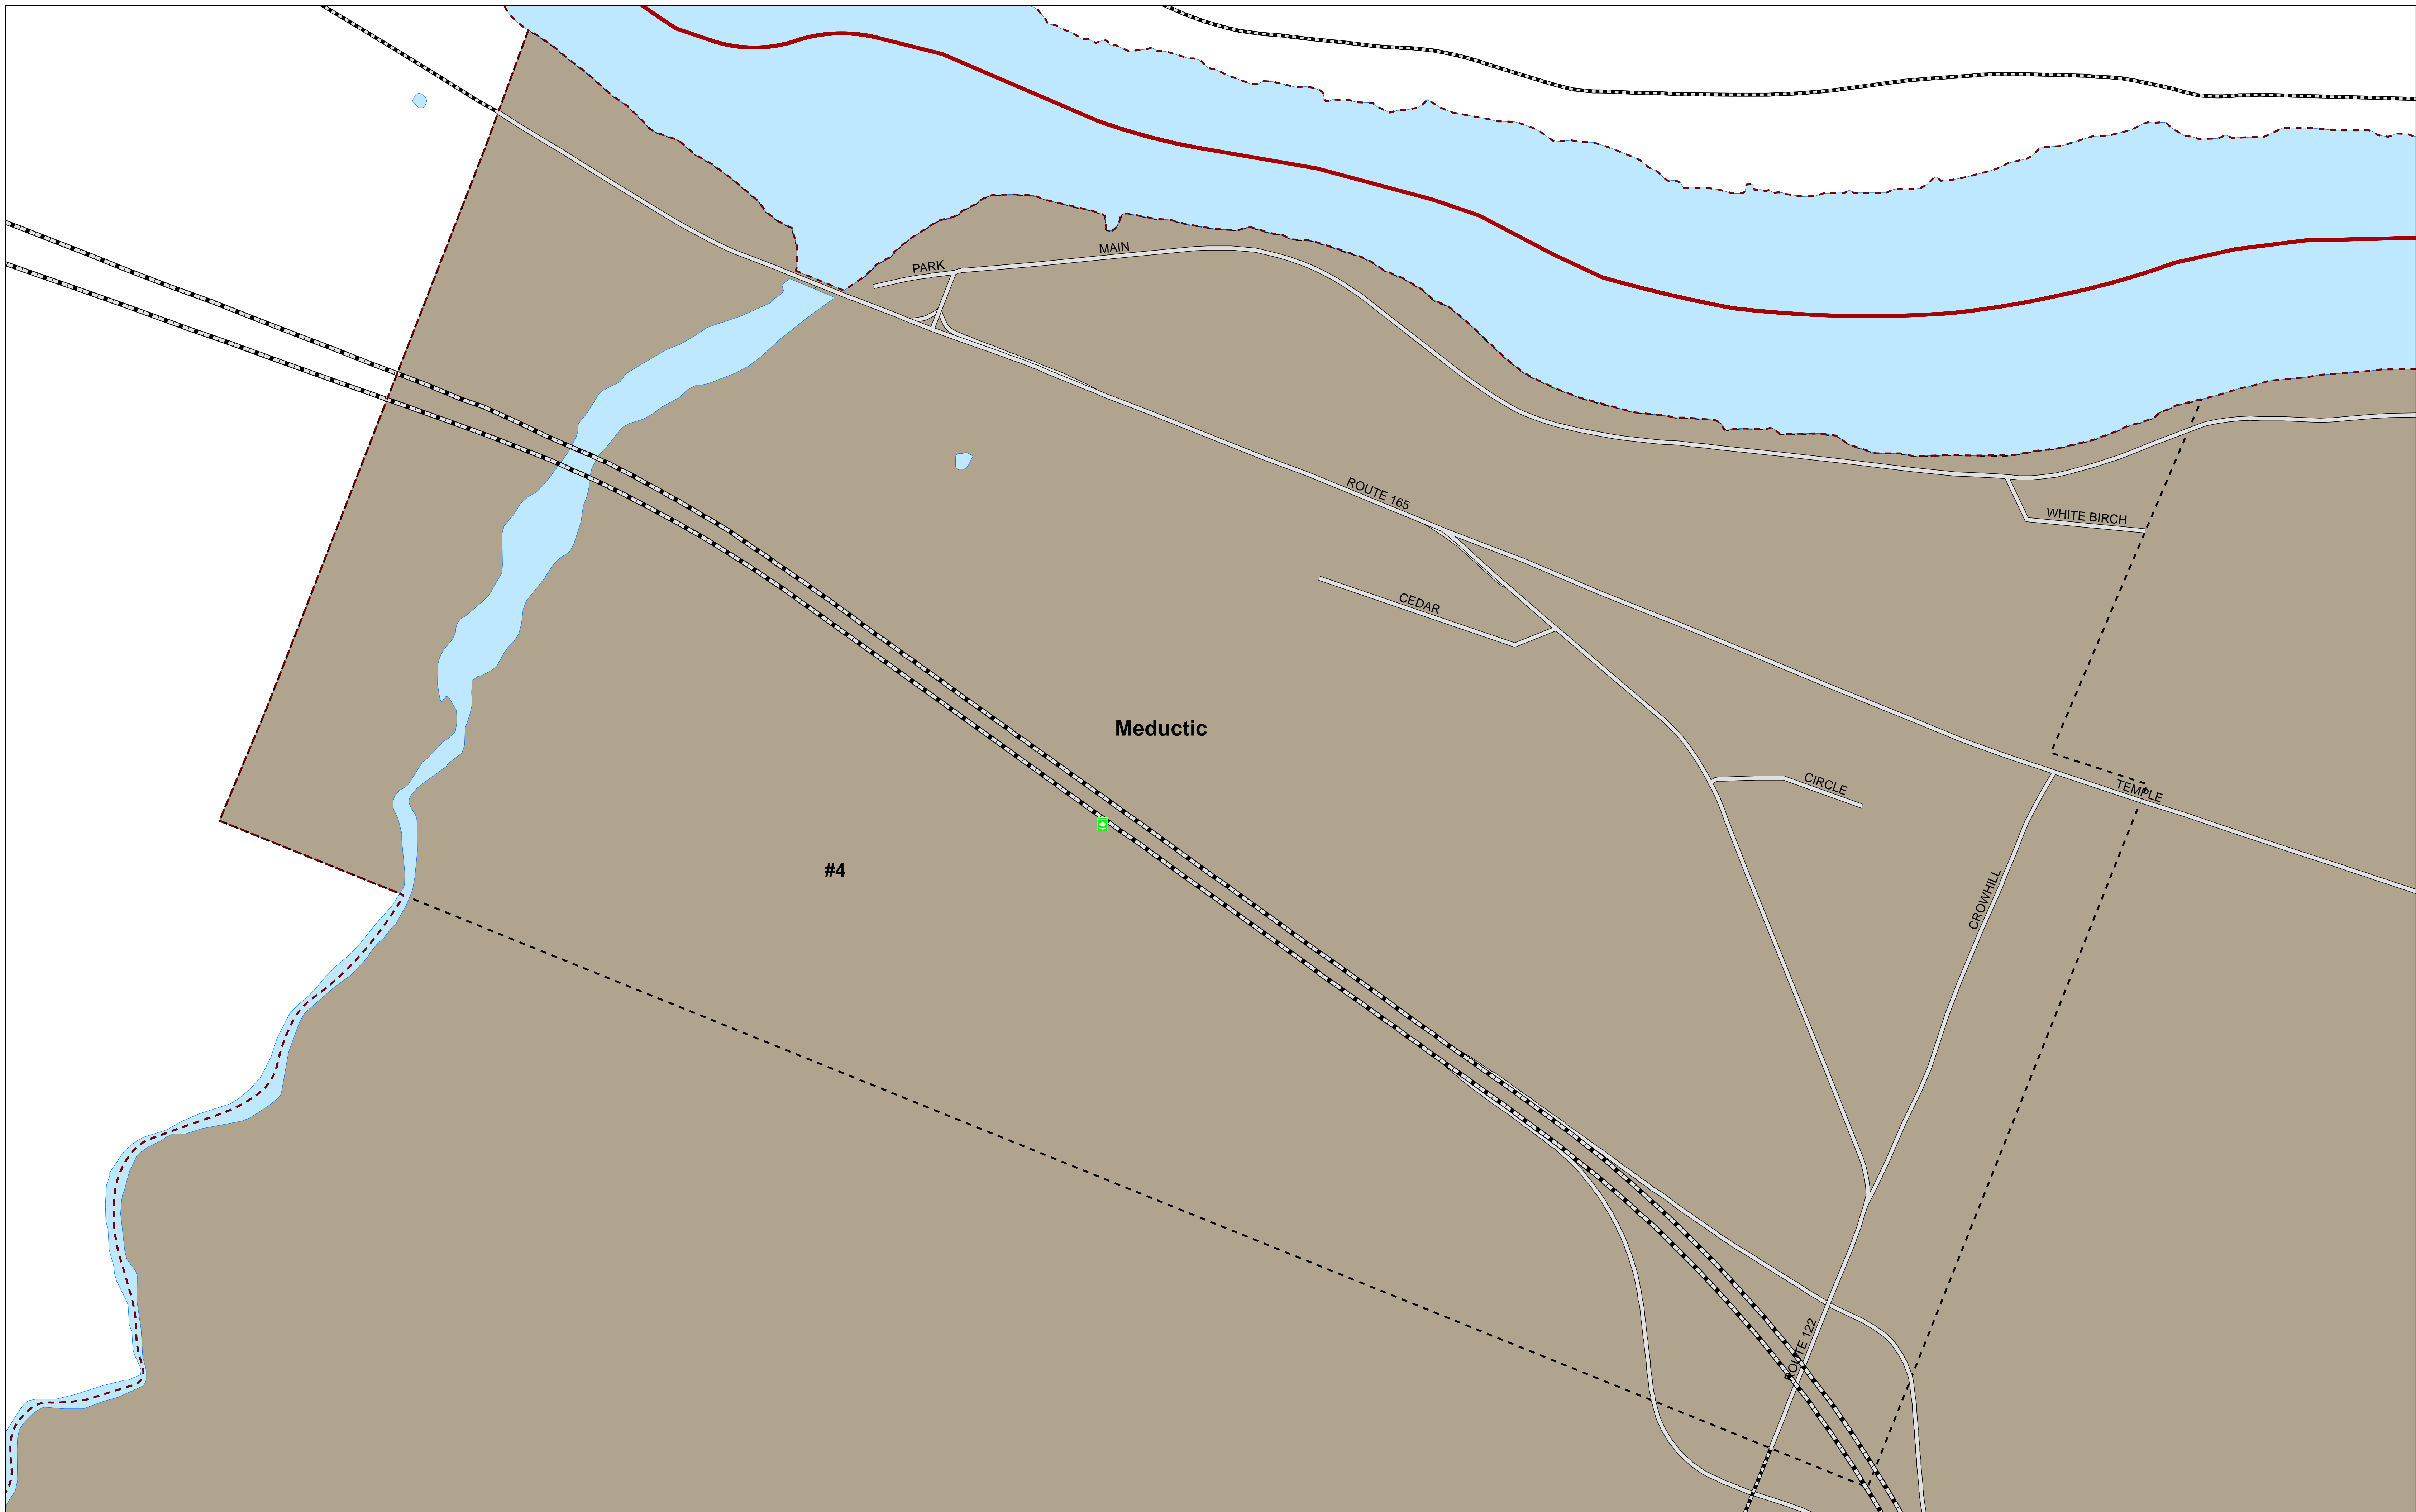 MAIN
PARK
ROUTE 165
WHITE BIRCH
CEDAR
Meductic
CIRCLE
TEMPLE
#4
CROWHILL
ROUTE 122